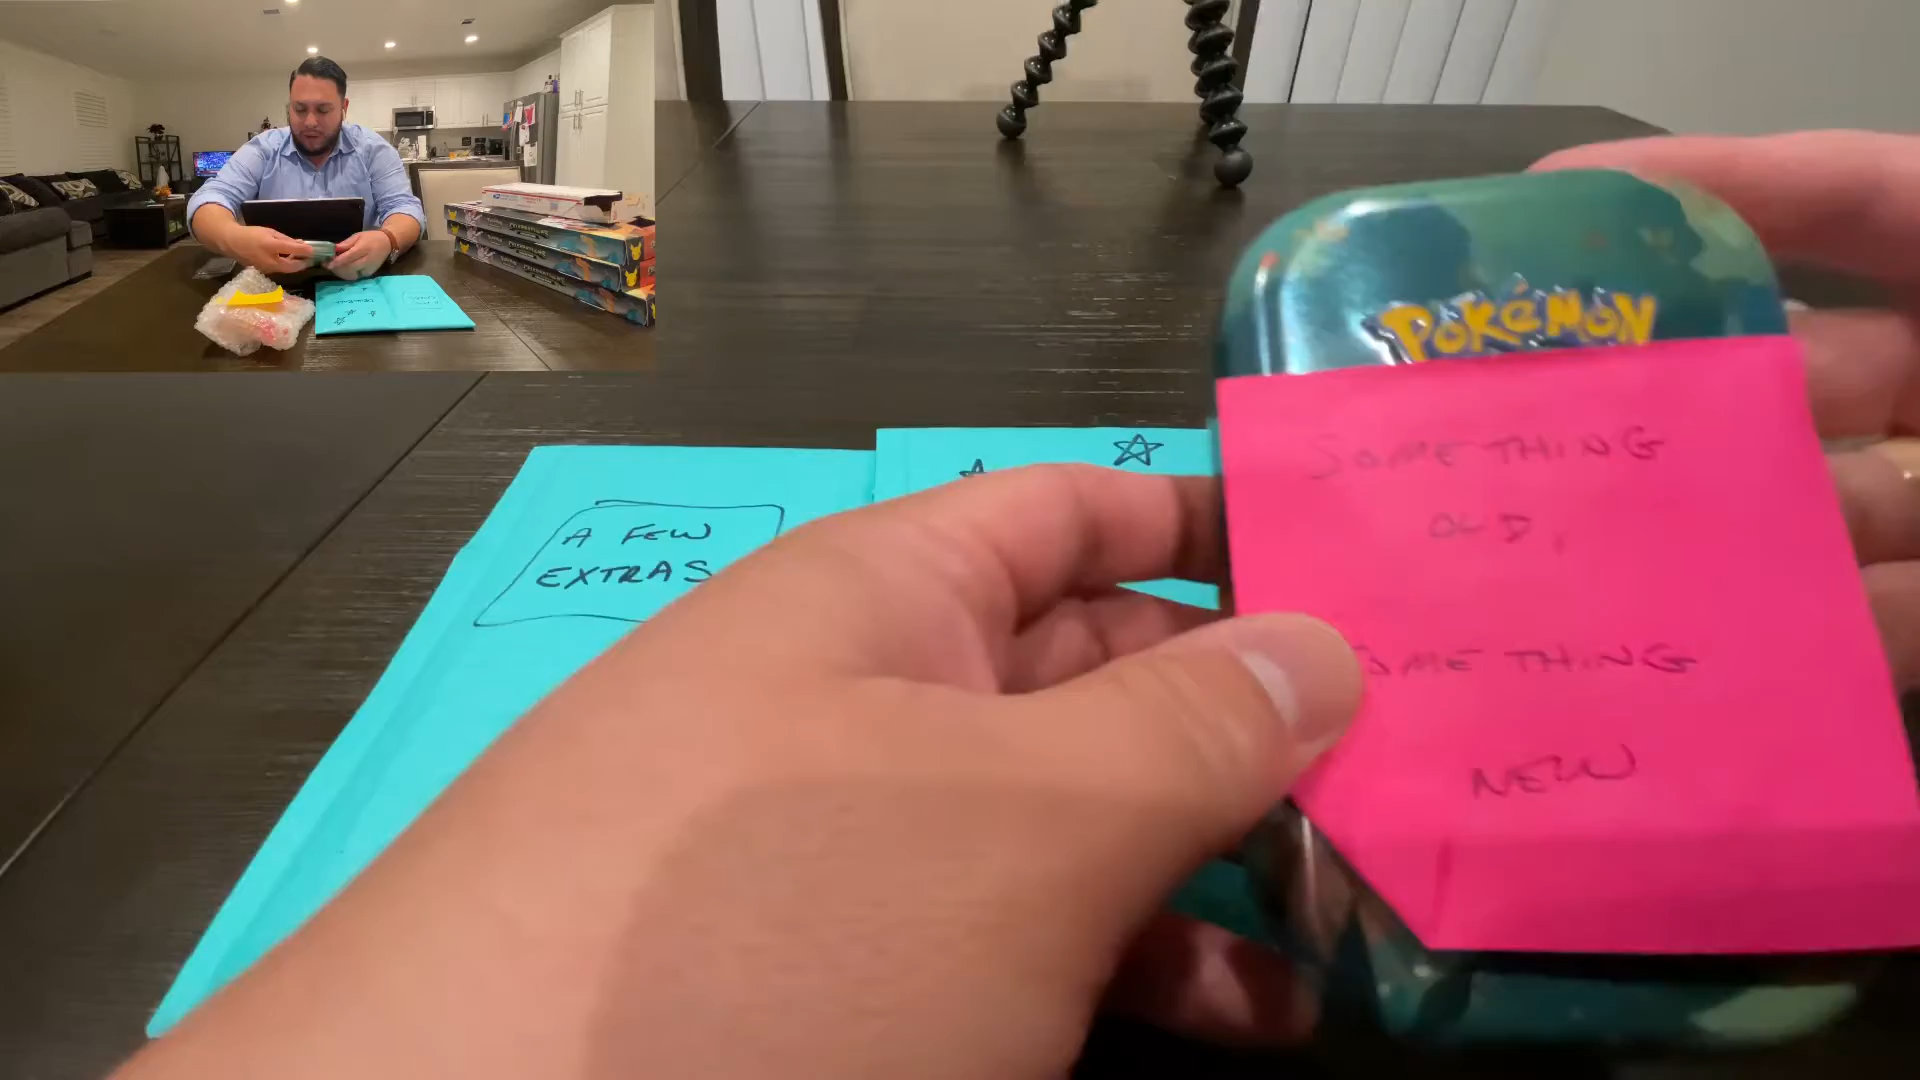 POKéMON
SOMETHING
OLD,
SOMETHING
NEW
A FEW
EXTRAS